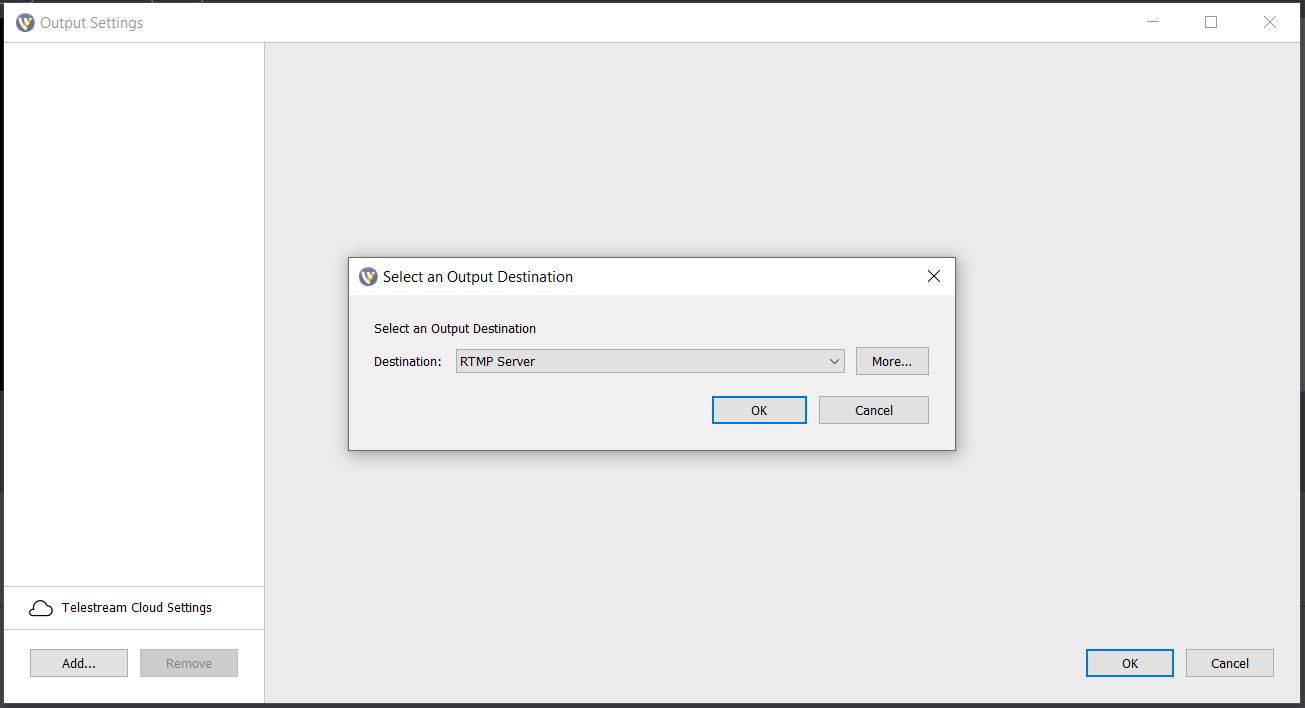 Output Settings
Select an Output Destination
Select an Output Destination
Destination: RTMP Server More...
OK Cancel
Telestream Cloud Settings
Add... Remove OK Cancel